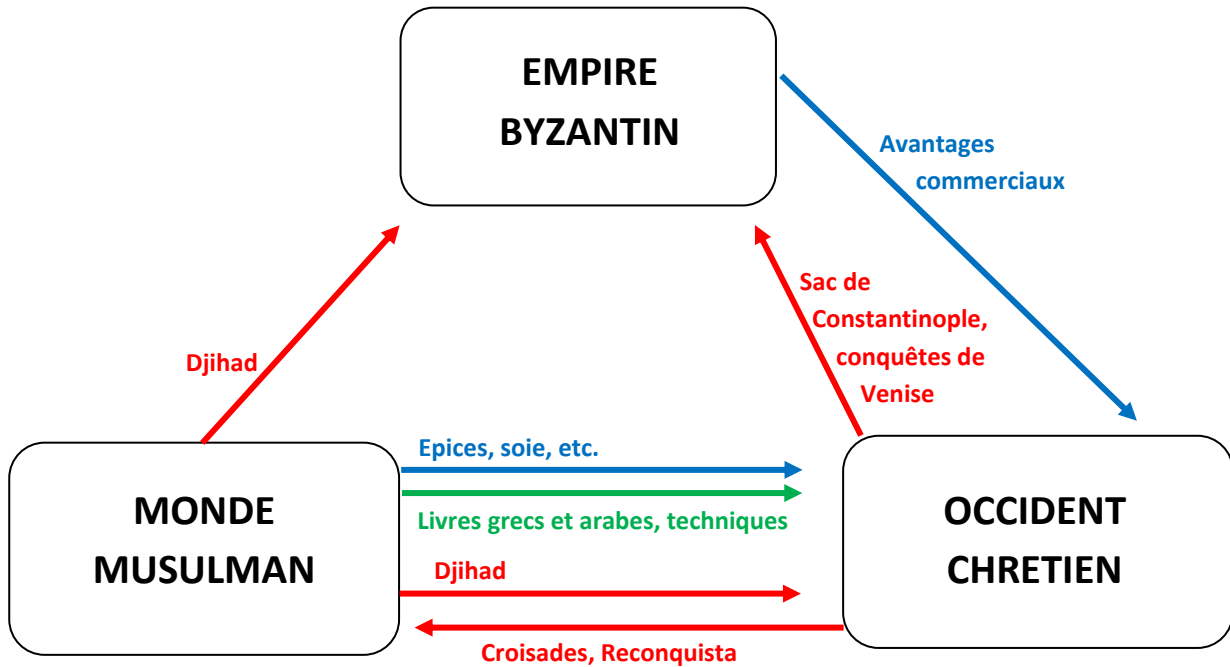 EMPIRE
BYZANTIN
Avantages
commerciaux
Sac de
Constantinople,
conquêtes de
Venise
Djihad
Epices, soie, etc.
Livres grecs et arabes, techniques
Djihad
Croisades, Reconquista
MONDE
MUSULMAN
OCCIDENT
CHRETIEN